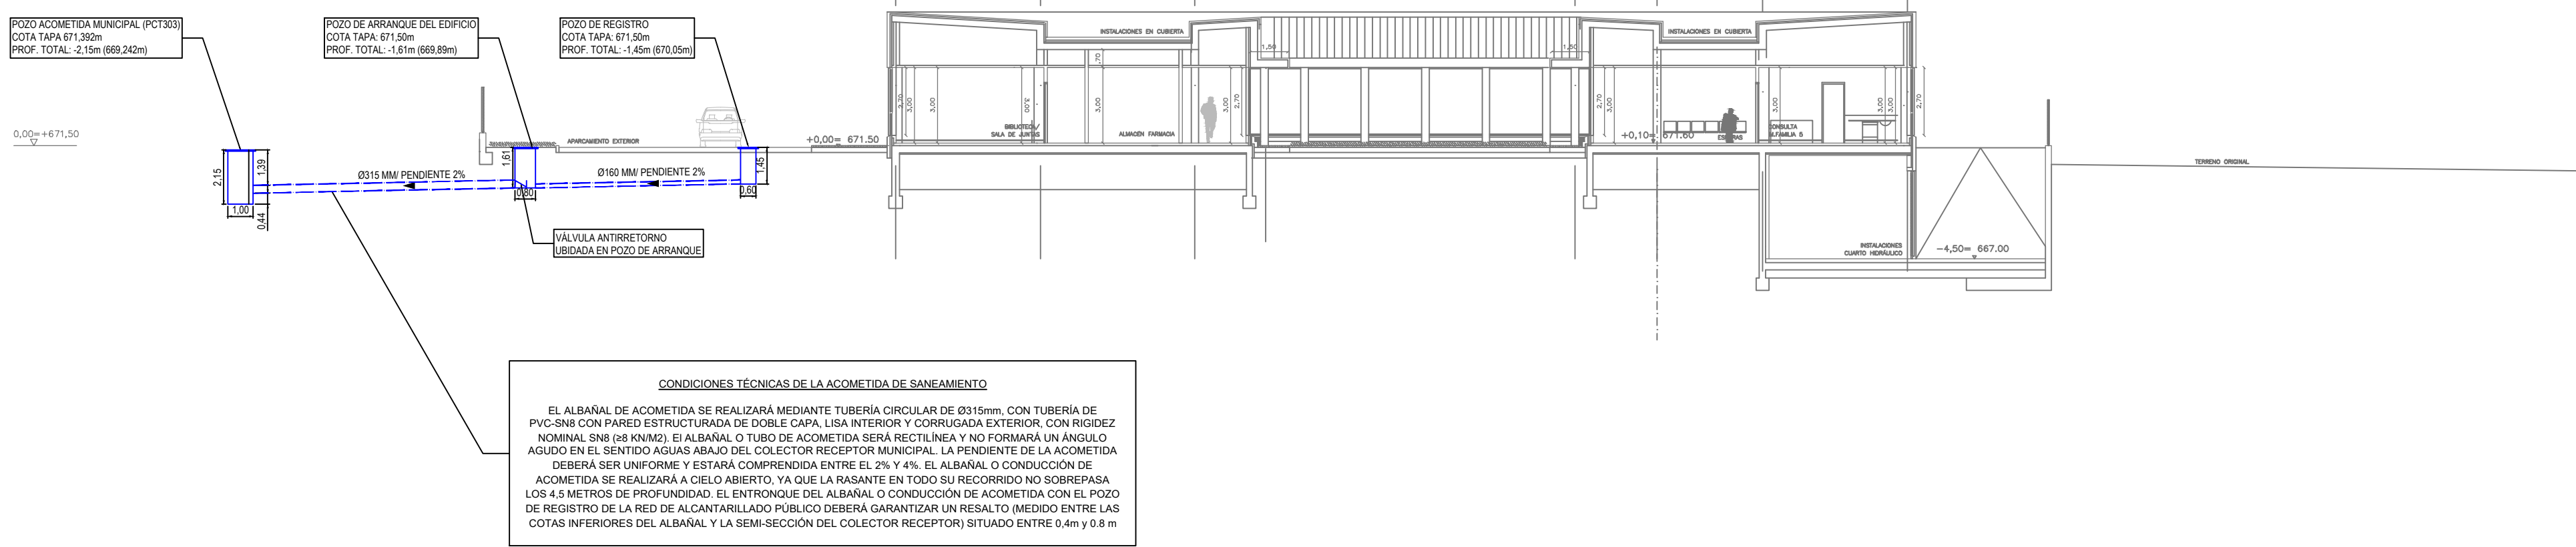 POZO ACOMETIDA MUNICIPAL (PCT303)
COTA TAPA 671,392m
PROF. TOTAL: -2,15m (669,242m)
POZO DE ARRANQUE DEL EDIFICIO
COTA TAPA: 671,50m
PROF. TOTAL: -1,61m (669,89m)
POZO DE REGISTRO
COTA TAPA: 671,50m
PROF. TOTAL: -1,45m (670,05m)
INSTALACIONES EN CUBIERTA
INSTALACIONES EN CUBIERTA
1,50
1,50
,70
2,70
3,00
3,00
3,00
3,00
3,00
2,70
2,70
3,00
3,00
3,00
3,00
2,70
0,00=+671,50
APARCAMIENTO EXTERIOR
+0,00= 671.50
BIBLIOTECA/
SALA DE JUNTAS
ALMACÉN FARMACIA
+0,10= 671.60
ESPERAS
CONSULTA
M.FAMILIA 5
TERRENO ORIGINAL
2,15
1,39
1,61
1,45
Ø315 MM/ PENDIENTE 2%
Ø160 MM/ PENDIENTE 2%
0,80
0,60
1,00
0,44
VÁLVULA ANTIRRETORNO
UBIDADA EN POZO DE ARRANQUE
INSTALACIONES
CUARTO HIDRÁULICO
-4,50= 667.00
CONDICIONES TÉCNICAS DE LA ACOMETIDA DE SANEAMIENTO
EL ALBAÑAL DE ACOMETIDA SE REALIZARÁ MEDIANTE TUBERÍA CIRCULAR DE Ø315mm, CON TUBERÍA DE
PVC-SN8 CON PARED ESTRUCTURADA DE DOBLE CAPA, LISA INTERIOR Y CORRUGADA EXTERIOR, CON RIGIDEZ
NOMINAL SN8 (≥8 KN/M2). El ALBAÑAL O TUBO DE ACOMETIDA SERÁ RECTILÍNEA Y NO FORMARÁ UN ÁNGULO
AGUDO EN EL SENTIDO AGUAS ABAJO DEL COLECTOR RECEPTOR MUNICIPAL. LA PENDIENTE DE LA ACOMETIDA
DEBERÁ SER UNIFORME Y ESTARÁ COMPRENDIDA ENTRE EL 2% Y 4%. EL ALBAÑAL O CONDUCCIÓN DE
ACOMETIDA SE REALIZARÁ A CIELO ABIERTO, YA QUE LA RASANTE EN TODO SU RECORRIDO NO SOBREPASA
LOS 4,5 METROS DE PROFUNDIDAD. EL ENTRONQUE DEL ALBAÑAL O CONDUCCIÓN DE ACOMETIDA CON EL POZO
DE REGISTRO DE LA RED DE ALCANTARILLADO PÚBLICO DEBERÁ GARANTIZAR UN RESALTO (MEDIDO ENTRE LAS
COTAS INFERIORES DEL ALBAÑAL Y LA SEMI-SECCIÓN DEL COLECTOR RECEPTOR) SITUADO ENTRE 0,4m y 0.8 m